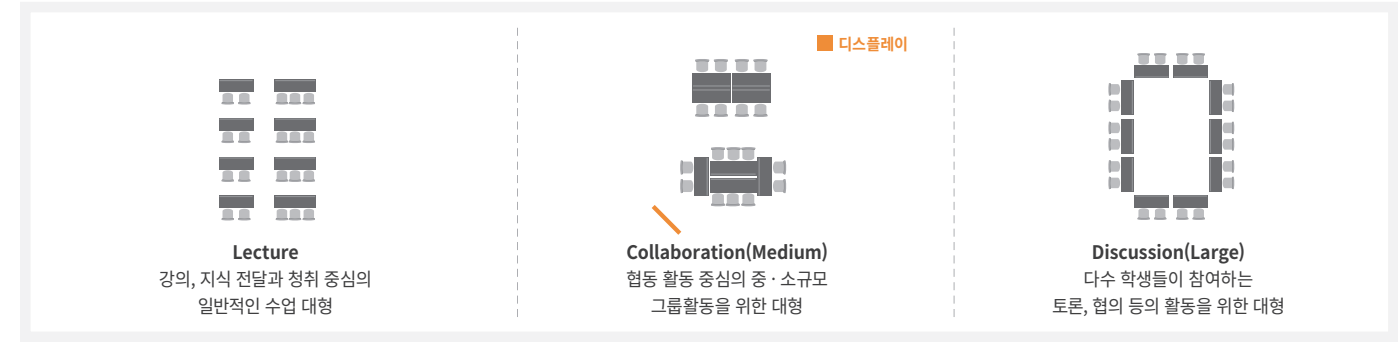 디스플레이
Lecture
강의, 지식 전달과 청취 중심의
일반적인 수업 대형
Collaboration(Medium)
협동 활동 중심의 중 · 소규모
그룹활동을 위한 대형
Discussion(Large)
다수 학생들이 참여하는
토론, 협의 등의 활동을 위한 대형